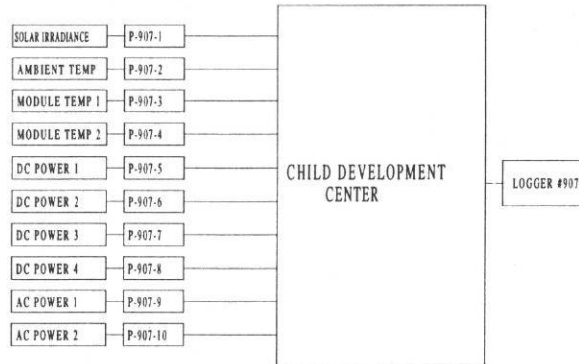 SOLAR IRRADIANCE P-907-1
AMBIENT TEMP P-907-2
MODULE TEMP 1 P-907-3
MODULE TEMP 2 P-907-4
DC POWER 1 P-907-5
DC POWER 2 P-907-6
DC POWER 3 P-907-7
DC POWER 4 P-907-8
AC POWER 1 P-907-9
AC POWER 2 P-907-10
CHILD DEVELOPMENT
CENTER
LOGGER #907